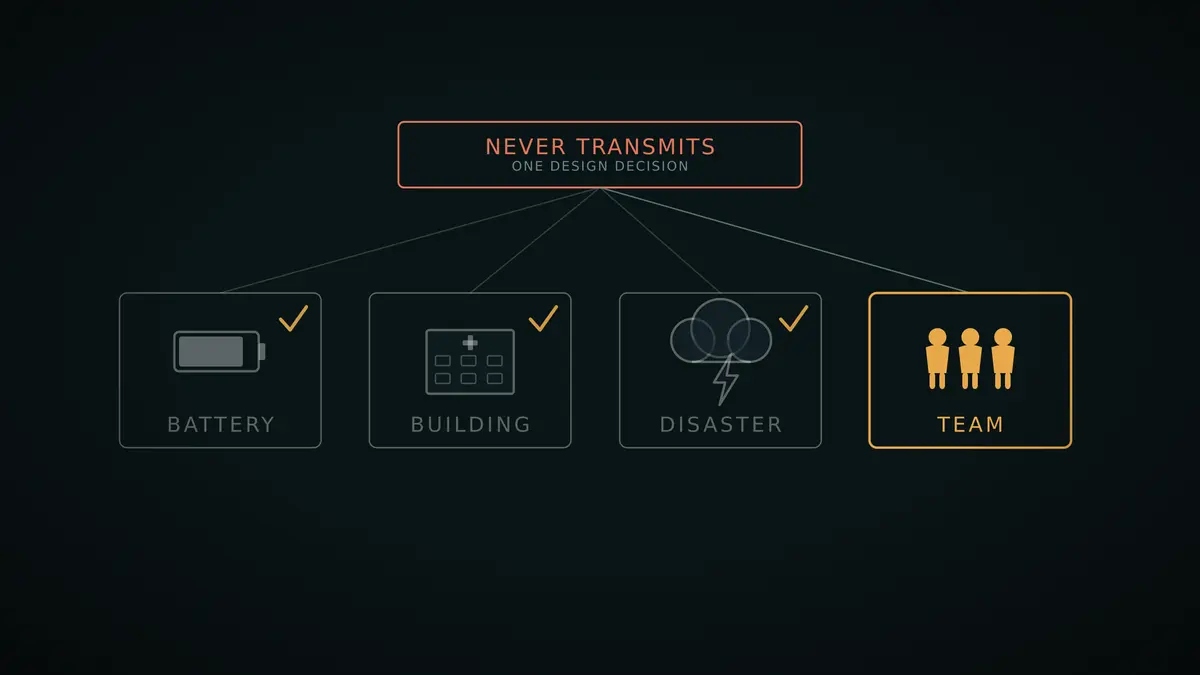 NEVER TRANSMITS
ONE DESIGN DECISION
BATTERY
BUILDING
DISASTER
TEAM